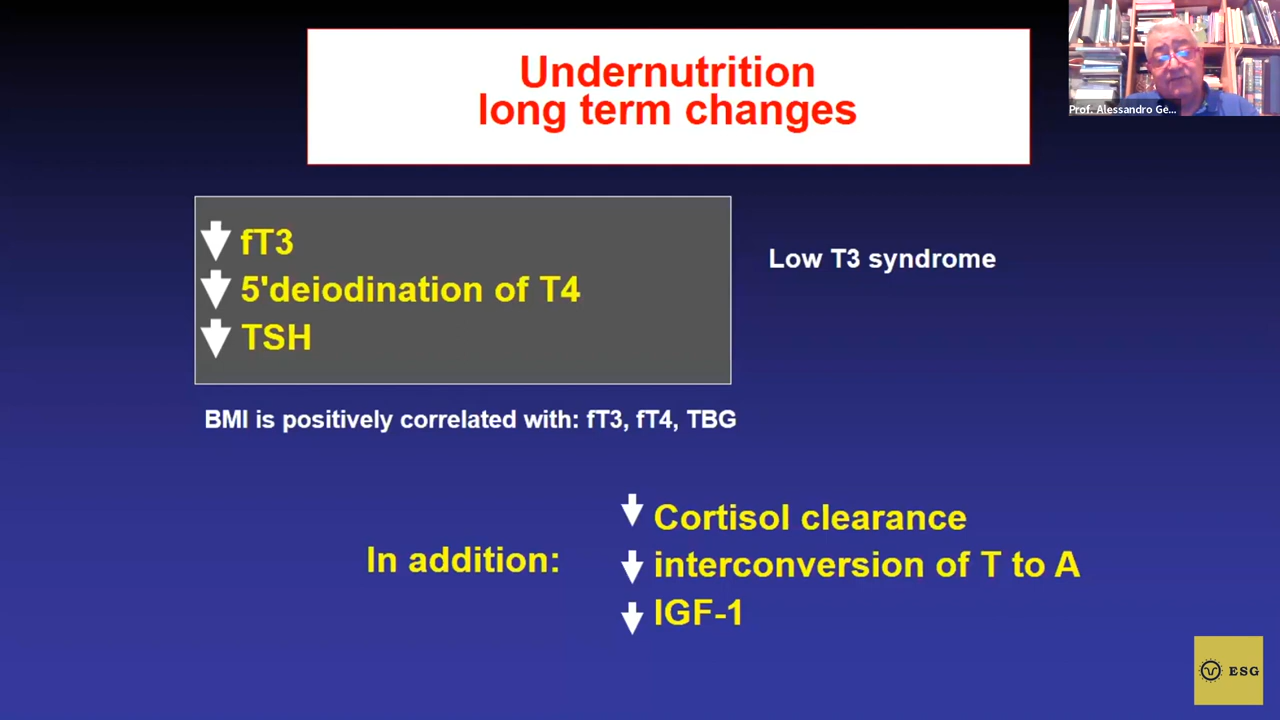 Undernutrition
long term changes
Prof. Alessandro Ge...
fT3
5'deiodination of T4
TSH
Low T3 syndrome
BMI is positively correlated with: fT3, fT4, TBG
In addition:
Cortisol clearance
interconversion of T to A
IGF-1
ESG